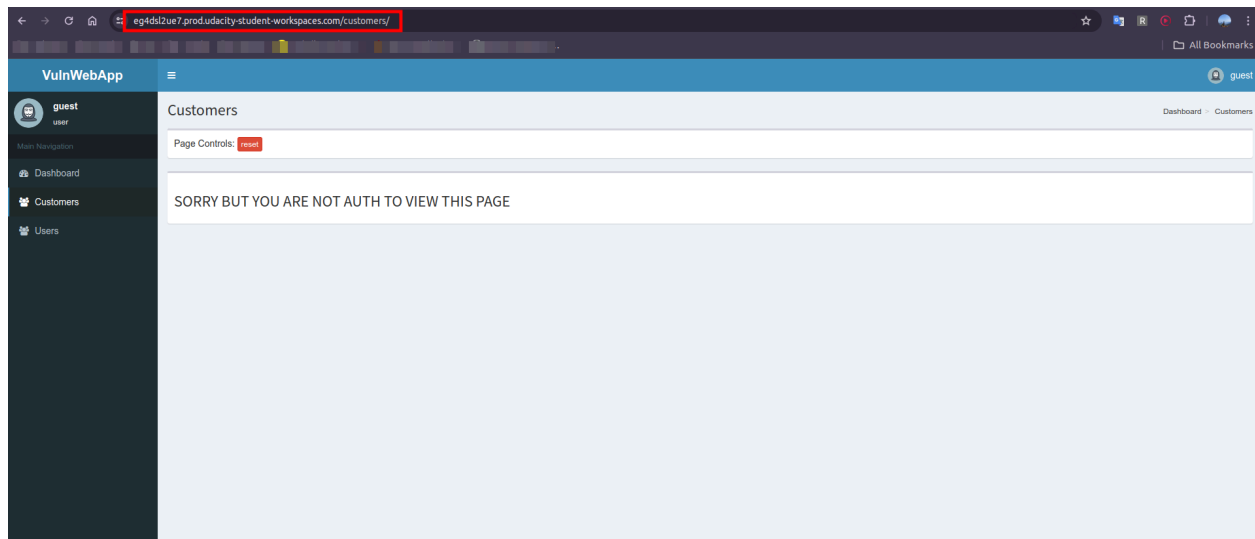 eg4dsl2ue7.prod.udacity-student-workspaces.com/customers/
All Bookmarks
VulnWebApp
guest
guest
user
Customers
Dashboard > Customers
Page Controls: reset
Main Navigation
Dashboard
Customers
SORRY BUT YOU ARE NOT AUTH TO VIEW THIS PAGE
Users